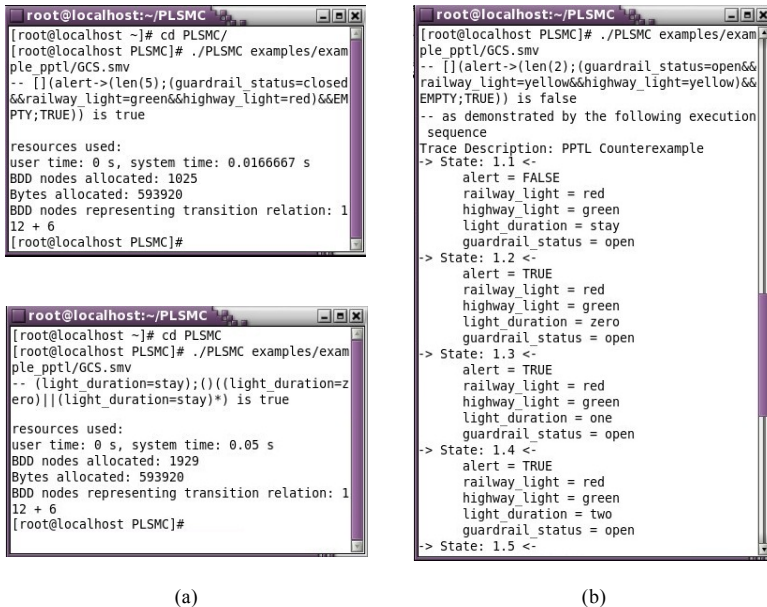 root@localhost:~/PLSMC
[root@localhost ~]# cd PLSMC/
[root@localhost PLSMC]# ./PLSMC examples/exam
ple_pptl/GCS.smv
-- [](alert->(len(5);(guardrail_status=closed
&&railway_light=green&&highway_light=red)&&EM
PTY;TRUE)) is true
resources used:
user time: 0 s, system time: 0.0166667 s
BDD nodes allocated: 1025
Bytes allocated: 593920
BDD nodes representing transition relation: 1
12 + 6
[root@localhost PLSMC]#
root@localhost:~/PLSMC
[root@localhost ~]# cd PLSMC
[root@localhost PLSMC]# ./PLSMC examples/exam
ple_pptl/GCS.smv
-- (light_duration=stay);()((light_duration=z
ero)||(light_duration=stay)*) is true
resources used:
user time: 0 s, system time: 0.05 s
BDD nodes allocated: 1929
Bytes allocated: 593920
BDD nodes representing transition relation: 1
12 + 6
[root@localhost PLSMC]#
(a)
root@localhost:~/PLSMC
[root@localhost PLSMC]# ./PLSMC examples/exam
ple_pptl/GCS.smv
-- [](alert->(len(2);(guardrail_status=open&&
railway_light=yellow&&highway_light=yellow)&&
EMPTY;TRUE)) is false
-- as demonstrated by the following execution
sequence
Trace Description: PPTL Counterexample
-> State: 1.1 <-
alert = FALSE
railway_light = red
highway_light = green
light_duration = stay
guardrail_status = open
-> State: 1.2 <-
alert = TRUE
railway_light = red
highway_light = green
light_duration = zero
guardrail_status = open
-> State: 1.3 <-
alert = TRUE
railway_light = red
highway_light = green
light_duration = one
guardrail_status = open
-> State: 1.4 <-
alert = TRUE
railway_light = red
highway_light = green
light_duration = two
guardrail_status = open
-> State: 1.5 <-
(b)